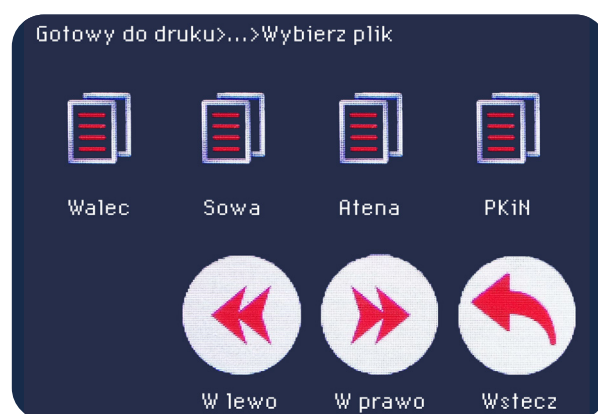 Gotowy do druku>...>Wybierz plik
Walec Sowa Atena PKiN
W lewo W prawo Wstecz